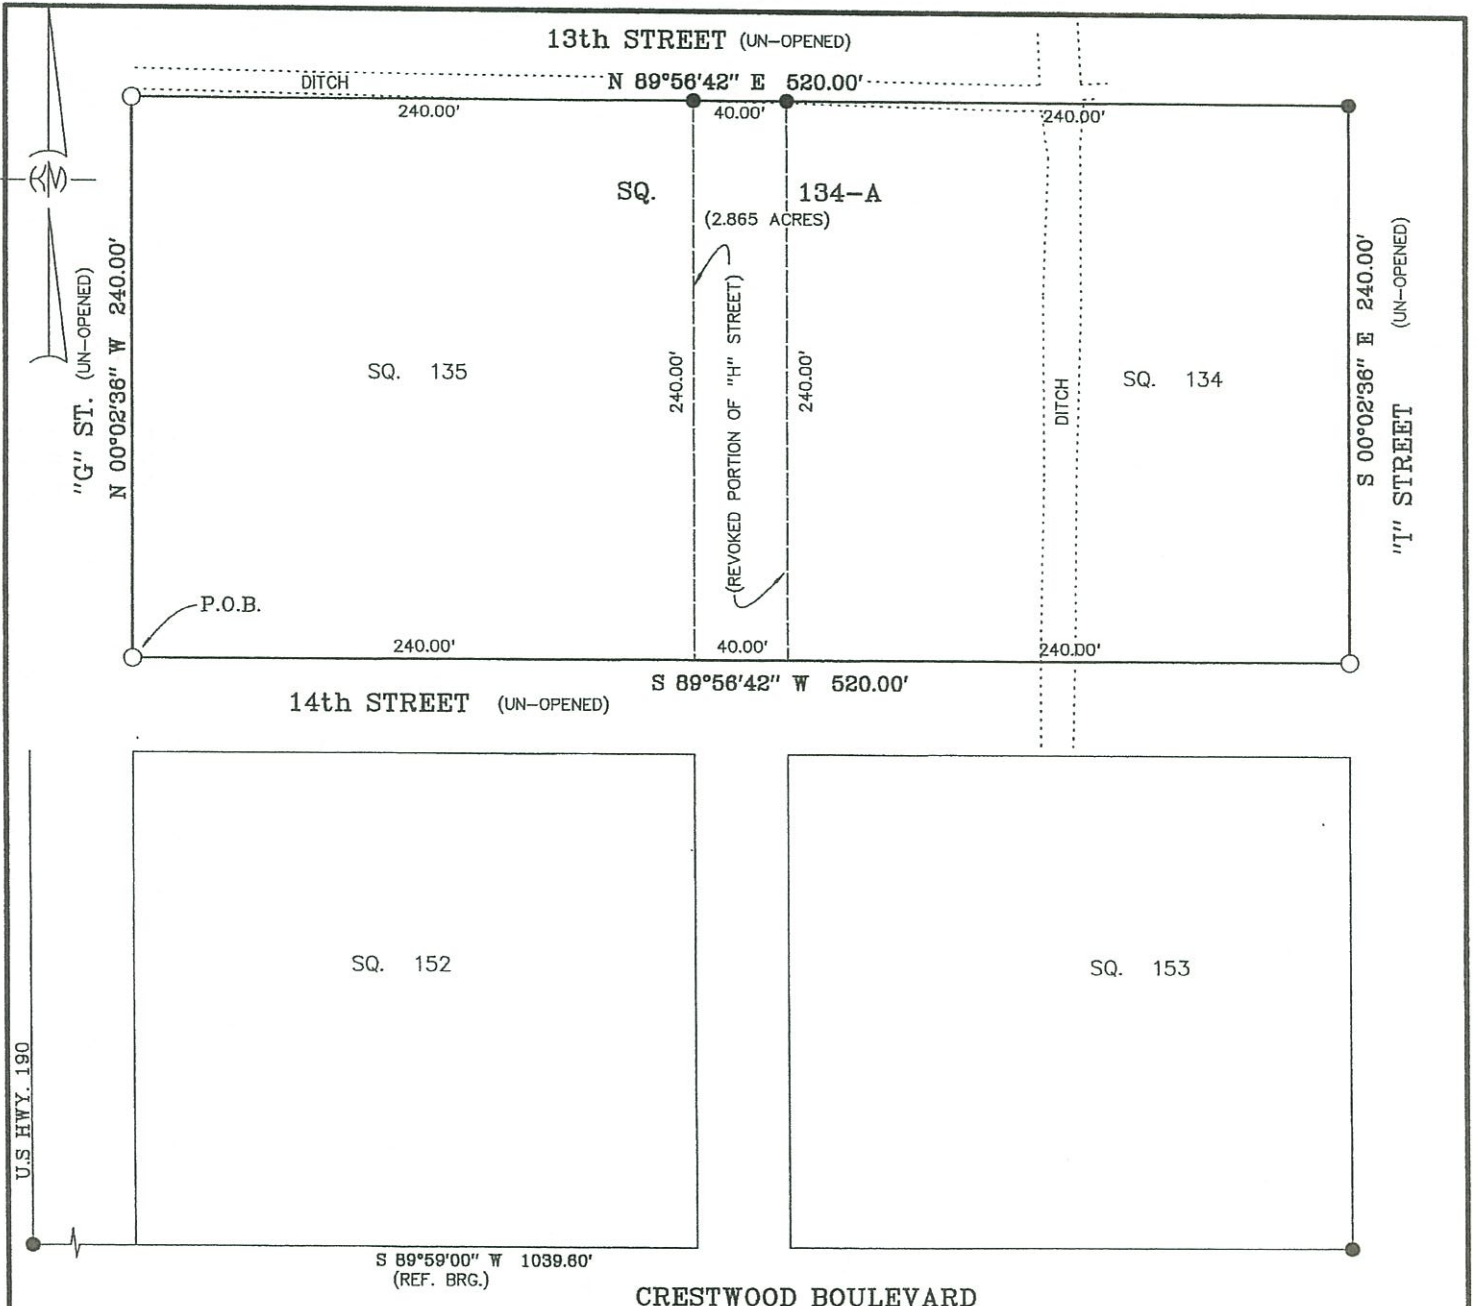 13th STREET (UN-OPENED)
DITCH
N 89°56'42" E 520.00'
240.00'
40.00'
240.00'
KM
SQ. 134-A
(2.865 ACRES)
"G" ST. (UN-OPENED)
N 00°02'36" W 240.00'
SQ. 135
240.00'
(REVOKED PORTION OF "H" STREET)
240.00'
DITCH
SQ. 134
S 00°02'36" E 240.00'
"I" STREET (UN-OPENED)
P.O.B.
240.00'
40.00'
240.00'
S 89°56'42" W 520.00'
14th STREET (UN-OPENED)
SQ. 152
SQ. 153
U.S HWY. 190
S 89°59'00" W 1039.60'
(REF. BRG.)
CRESTWOOD BOULEVARD